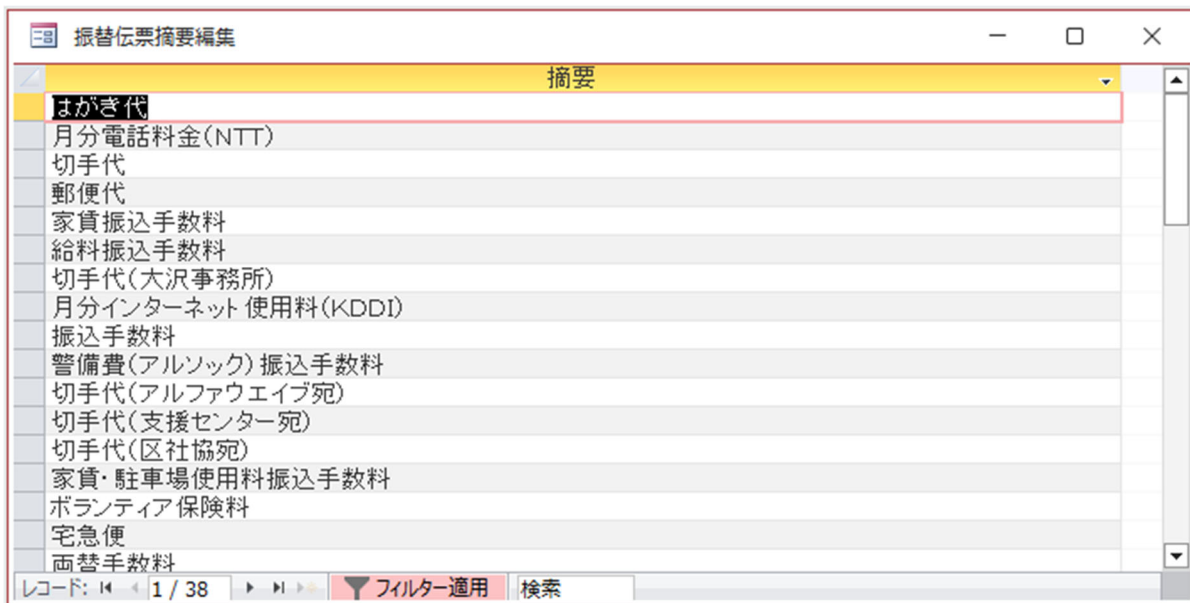 振替伝票摘要編集
摘要
はがき代
月分電話料金(NTT)
切手代
郵便代
家賃振込手数料
給料振込手数料
切手代(大沢事務所)
月分インターネット使用料(KDDI)
振込手数料
警備費(アルソック)振込手数料
切手代(アルファウエイブ宛)
切手代(支援センター宛)
切手代(区社協宛)
家賃・駐車場使用料振込手数料
ボランティア保険料
宅急便
両替手数料
レコード: 1 / 38 フィルター適用 検索